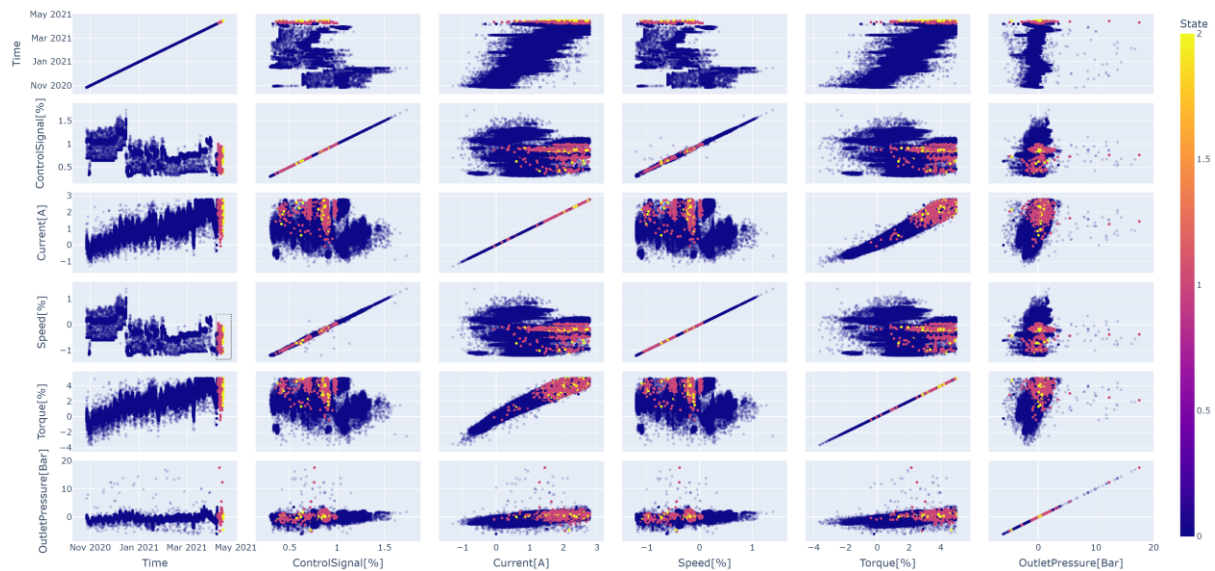 State
May 2021
Mar 2021
Jan 2021
Nov 2020
Time
2
1.5
1
0.5
0
ControlSignal[%]
1.5
1
0.5
Current[A]
3
2
1
0
−1
Speed[%]
1
0
−1
Torque[%]
4
2
0
−2
−4
OutletPressure[Bar]
20
10
0
Nov 2020 Jan 2021 Mar 2021 May 2021
0.5 1 1.5
−1 0 1 2 3
−1 0 1
−4 −2 0 2 4
0 10 20
Time ControlSignal[%] Current[A] Speed[%] Torque[%] OutletPressure[Bar]